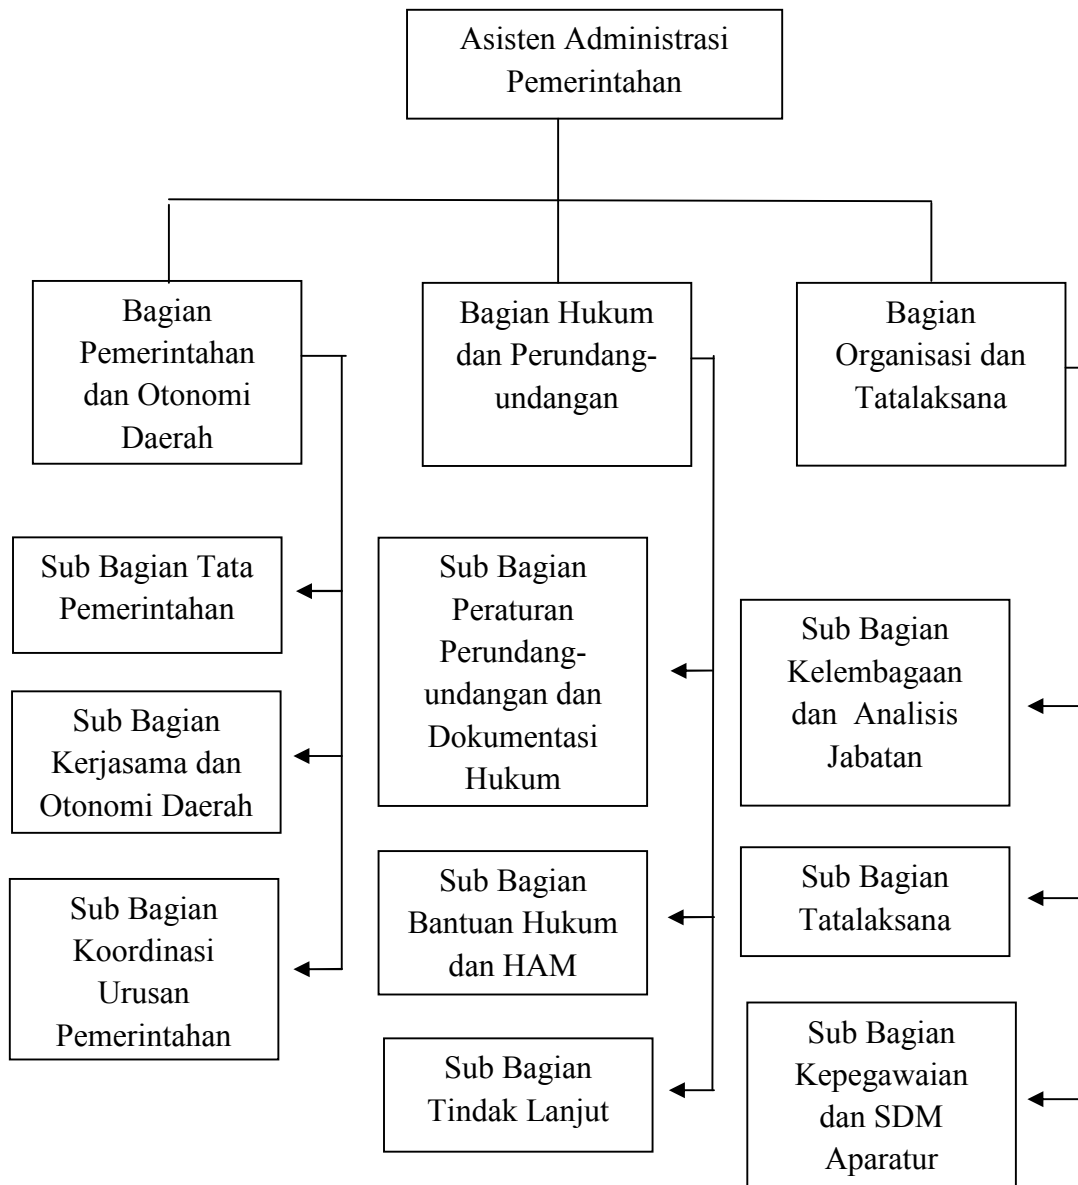 Asisten Administrasi
Pemerintahan
Bagian
Pemerintahan
dan Otonomi
Daerah
Bagian Hukum
dan Perundang-
undangan
Bagian
Organisasi dan
Tatalaksana
Sub Bagian Tata
Pemerintahan
Sub Bagian
Kerjasama dan
Otonomi Daerah
Sub Bagian
Koordinasi
Urusan
Pemerintahan
Sub Bagian
Peraturan
Perundang-
undangan dan
Dokumentasi
Hukum
Sub Bagian
Bantuan Hukum
dan HAM
Sub Bagian
Tindak Lanjut
Sub Bagian
Kelembagaan
dan Analisis
Jabatan
Sub Bagian
Tatalaksana
Sub Bagian
Kepegawaian
dan SDM
Aparatur